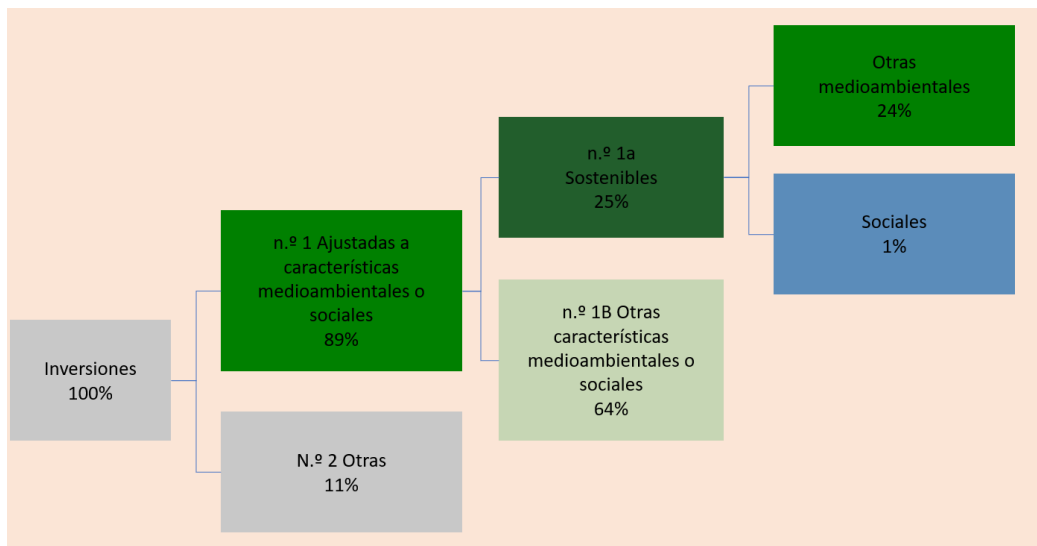 Inversiones
100%
n.º 1 Ajustadas a
características
medioambientales o
sociales
89%
N.º 2 Otras
11%
n.º 1a
Sostenibles
25%
n.º 1B Otras
características
medioambientales o
sociales
64%
Otras
medioambientales
24%
Sociales
1%